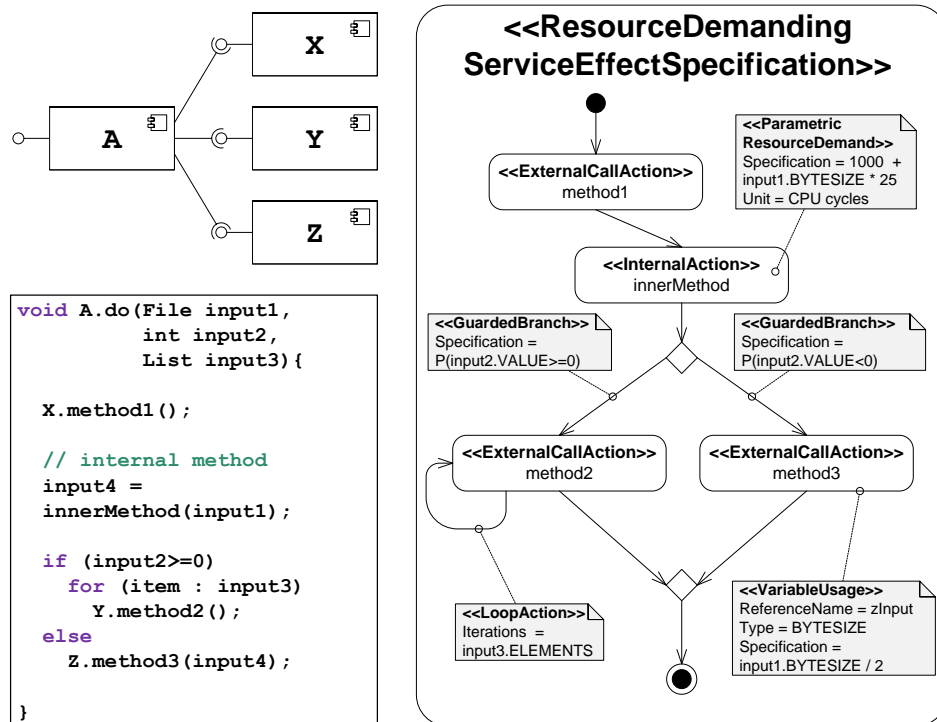 X
A
Y
Z
void A.do(File input1,
int input2,
List input3){
X.method1();
// internal method
input4 =
innerMethod(input1);
if (input2>=0)
for (item : input3)
Y.method2();
else
Z.method3(input4);
}
<<ResourceDemanding
ServiceEffectSpecification>>
<<Parametric
ResourceDemand>>
Specification = 1000 +
input1.BYTESIZE * 25
Unit = CPU cycles
<<ExternalCallAction>>
method1
<<InternalAction>>
innerMethod
<<GuardedBranch>>
Specification =
P(input2.VALUE>=0)
<<GuardedBranch>>
Specification =
P(input2.VALUE<0)
<<ExternalCallAction>>
method2
<<ExternalCallAction>>
method3
<<LoopAction>>
Iterations =
input3.ELEMENTS
<<VariableUsage>>
ReferenceName = zInput
Type = BYTESIZE
Specification =
input1.BYTESIZE / 2